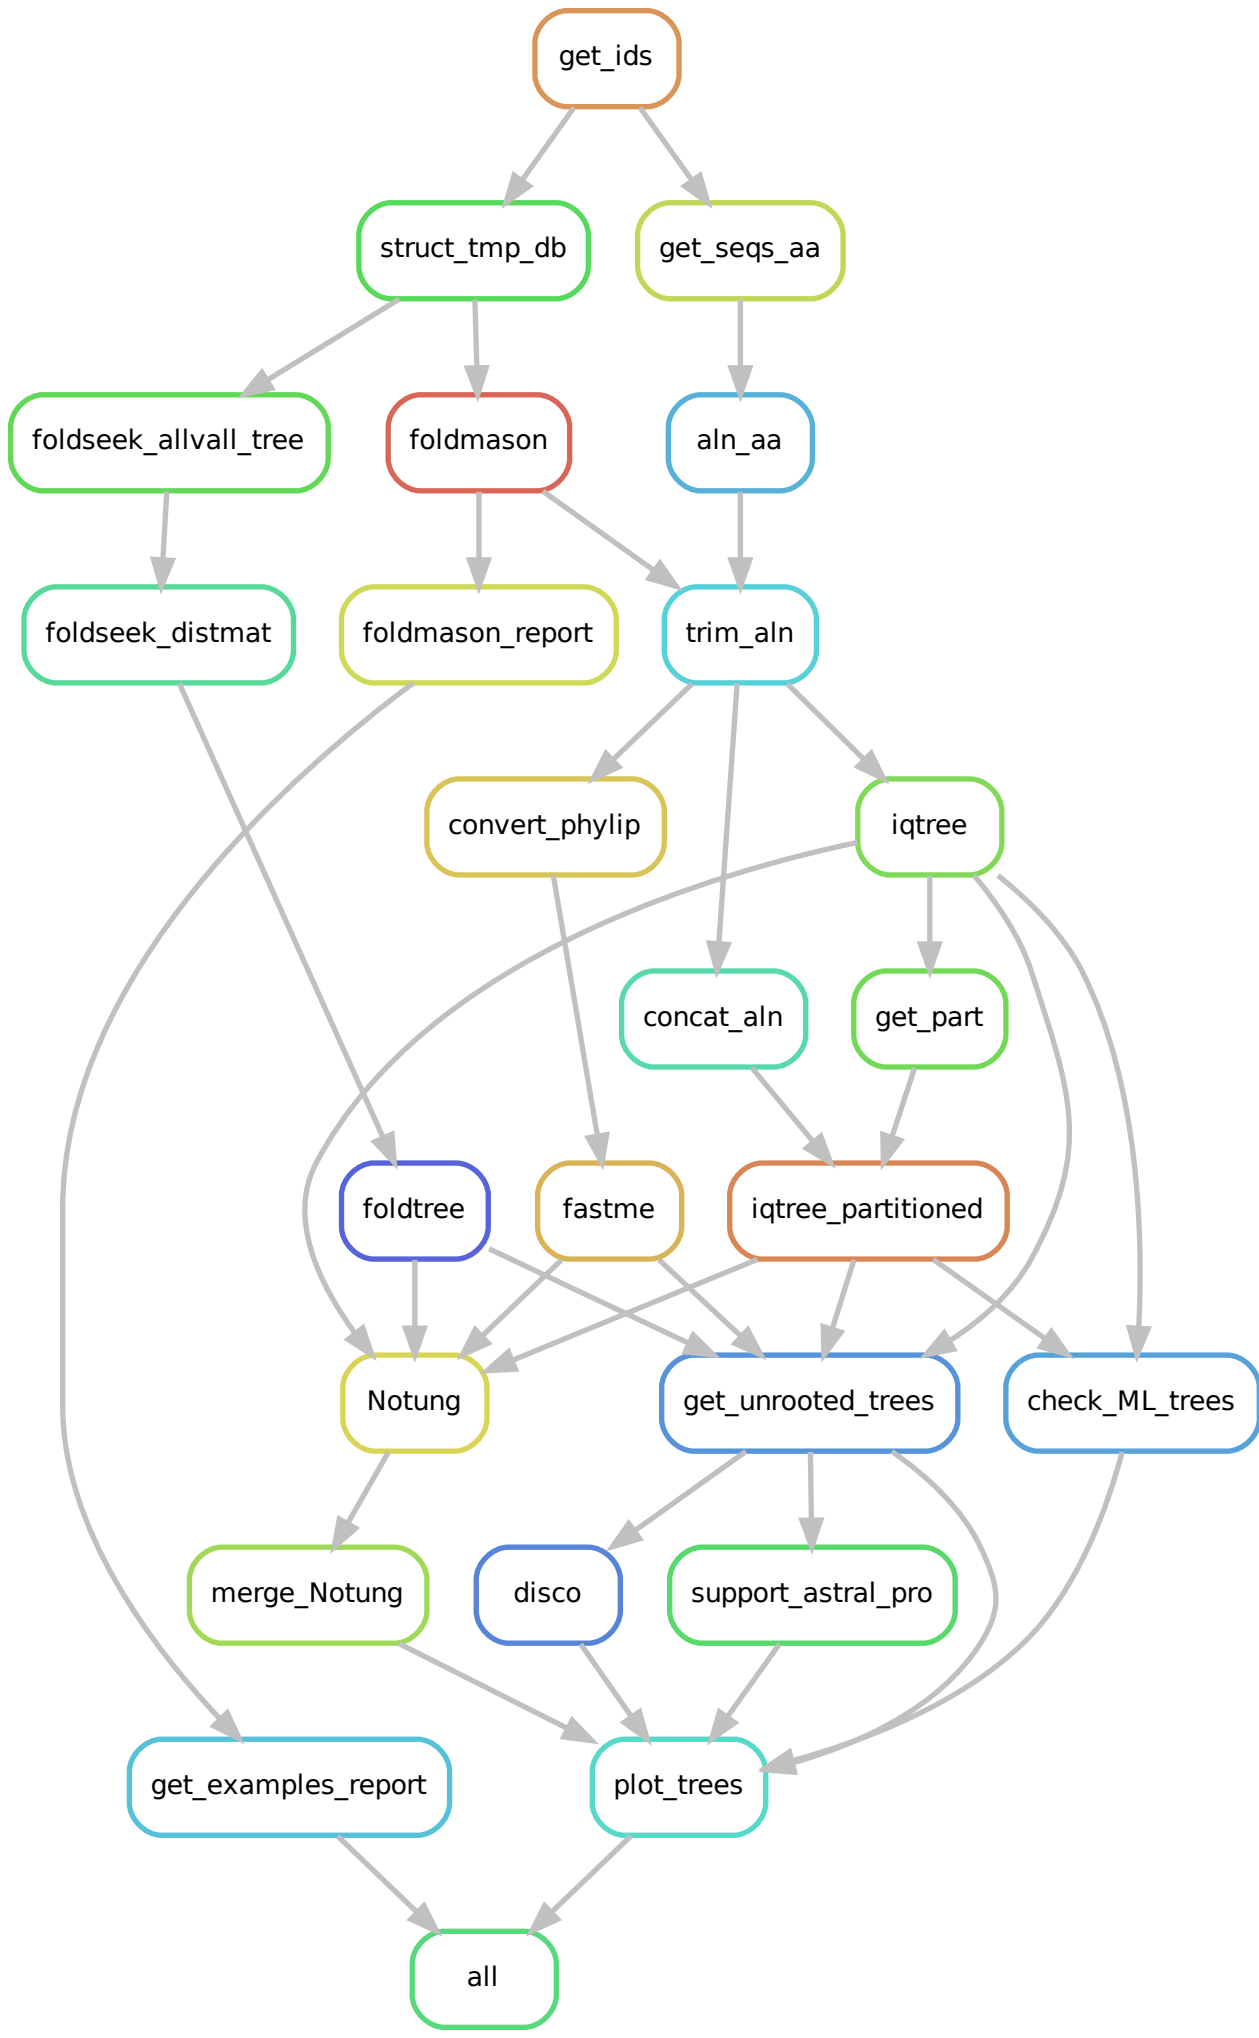 get_ids
struct_tmp_db
get_seqs_aa
foldseek_allvall_tree
foldmason
aln_aa
foldseek_distmat
foldmason_report
trim_aln
convert_phylip
iqtree
concat_aln
get_part
foldtree
fastme
iqtree_partitioned
Notung
get_unrooted_trees
check_ML_trees
merge_Notung
disco
support_astral_pro
get_examples_report
plot_trees
all